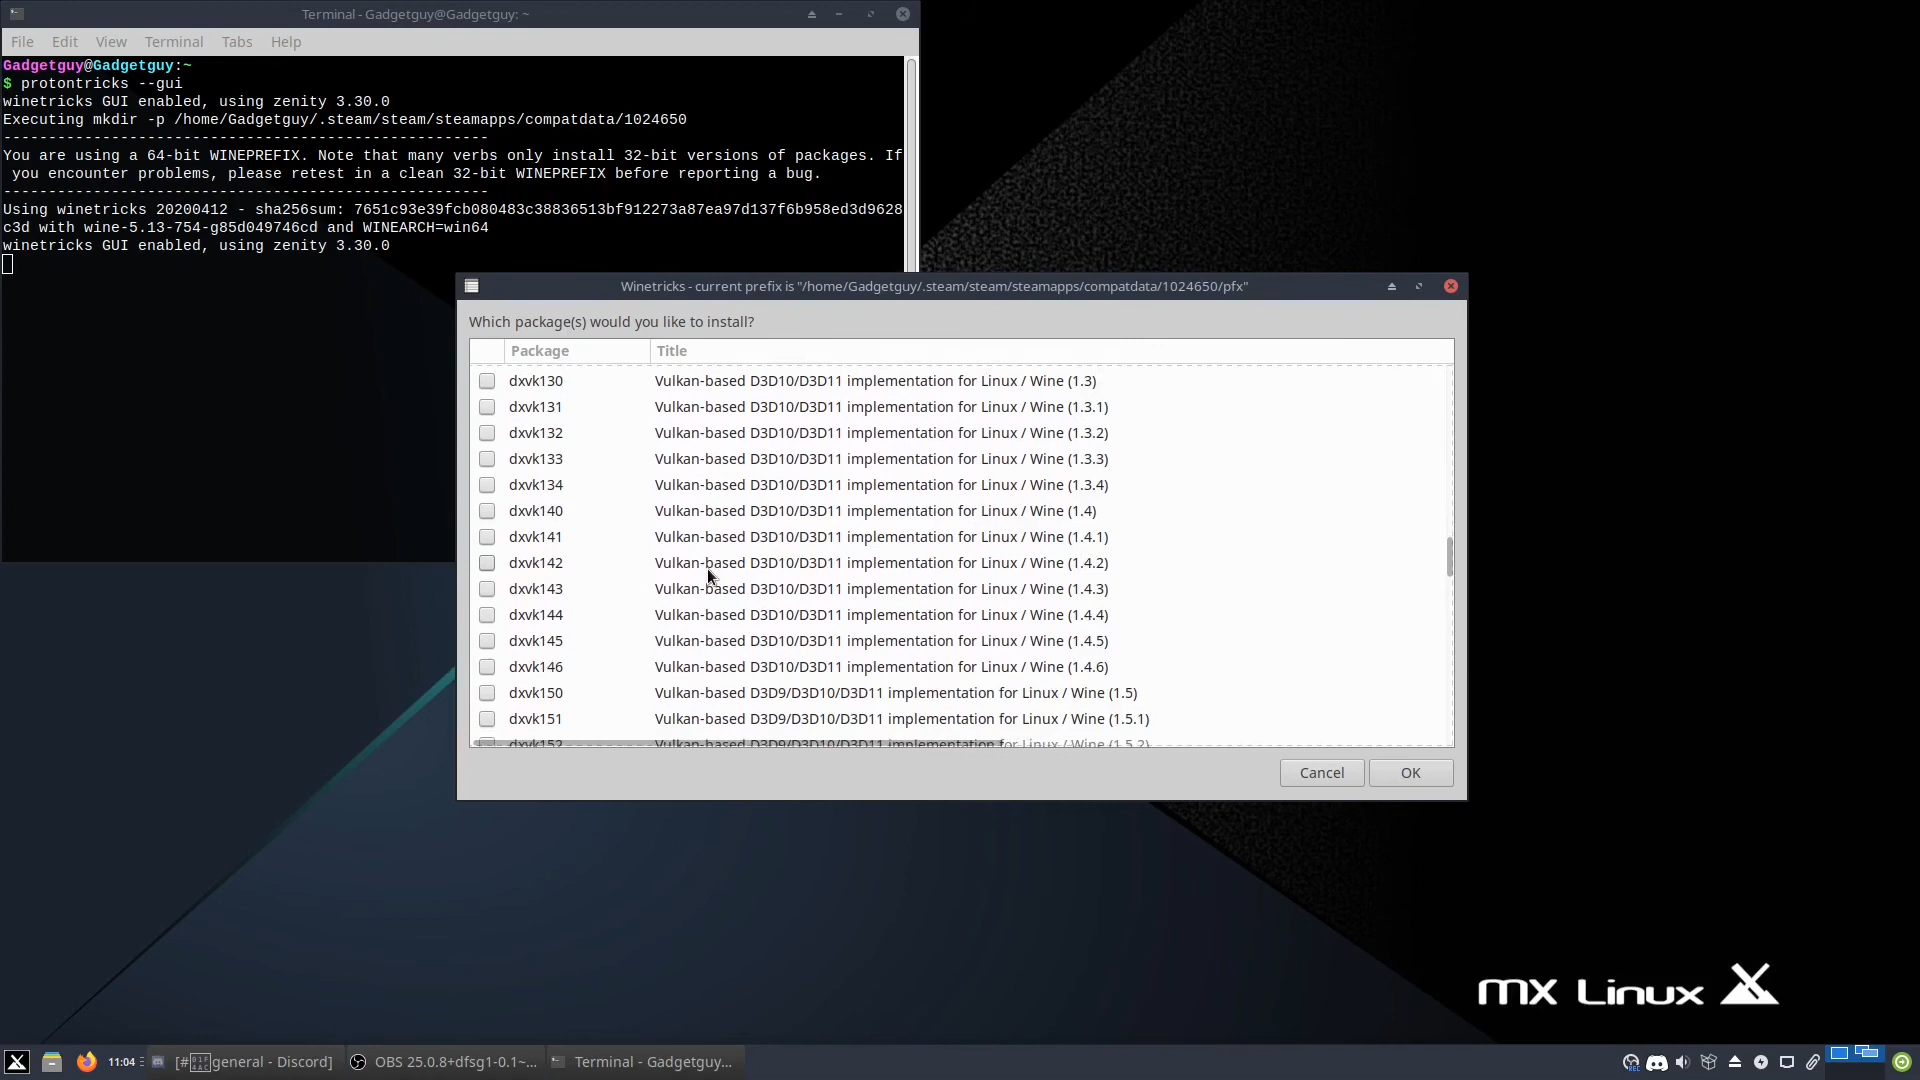 Terminal - Gadgetguy@Gadgetguy: ~
File Edit View Terminal Tabs Help
Gadgetguy@Gadgetguy:~
$ protontricks --gui
winetricks GUI enabled, using zenity 3.30.0
Executing mkdir -p /home/Gadgetguy/.steam/steam/steamapps/compatdata/1024650
------------------------------------------------------
You are using a 64-bit WINEPREFIX. Note that many verbs only install 32-bit versions of packages. If
you encounter problems, please retest in a clean 32-bit WINEPREFIX before reporting a bug.
------------------------------------------------------
Using winetricks 20200412 - sha256sum: 7651c93e39fcb080483c38836513bf912273a87ea97d137f6b958ed3d9628
c3d with wine-5.13-754-g85d049746cd and WINEARCH=win64
winetricks GUI enabled, using zenity 3.30.0
Winetricks - current prefix is "/home/Gadgetguy/.steam/steam/steamapps/compatdata/1024650/pfx"
Which package(s) would you like to install?
Package Title
dxvk130 Vulkan-based D3D10/D3D11 implementation for Linux / Wine (1.3)
dxvk131 Vulkan-based D3D10/D3D11 implementation for Linux / Wine (1.3.1)
dxvk132 Vulkan-based D3D10/D3D11 implementation for Linux / Wine (1.3.2)
dxvk133 Vulkan-based D3D10/D3D11 implementation for Linux / Wine (1.3.3)
dxvk134 Vulkan-based D3D10/D3D11 implementation for Linux / Wine (1.3.4)
dxvk140 Vulkan-based D3D10/D3D11 implementation for Linux / Wine (1.4)
dxvk141 Vulkan-based D3D10/D3D11 implementation for Linux / Wine (1.4.1)
dxvk142 Vulkan-based D3D10/D3D11 implementation for Linux / Wine (1.4.2)
dxvk143 Vulkan-based D3D10/D3D11 implementation for Linux / Wine (1.4.3)
dxvk144 Vulkan-based D3D10/D3D11 implementation for Linux / Wine (1.4.4)
dxvk145 Vulkan-based D3D10/D3D11 implementation for Linux / Wine (1.4.5)
dxvk146 Vulkan-based D3D10/D3D11 implementation for Linux / Wine (1.4.6)
dxvk150 Vulkan-based D3D9/D3D10/D3D11 implementation for Linux / Wine (1.5)
dxvk151 Vulkan-based D3D9/D3D10/D3D11 implementation for Linux / Wine (1.5.1)
dxvk152 Vulkan-based D3D9/D3D10/D3D11 implementation for Linux / Wine (1.5.2)
Cancel OK
MX Linux
11:04 [#general - Discord] OBS 25.0.8+dfsg1-0.1~... Terminal - Gadgetguy...